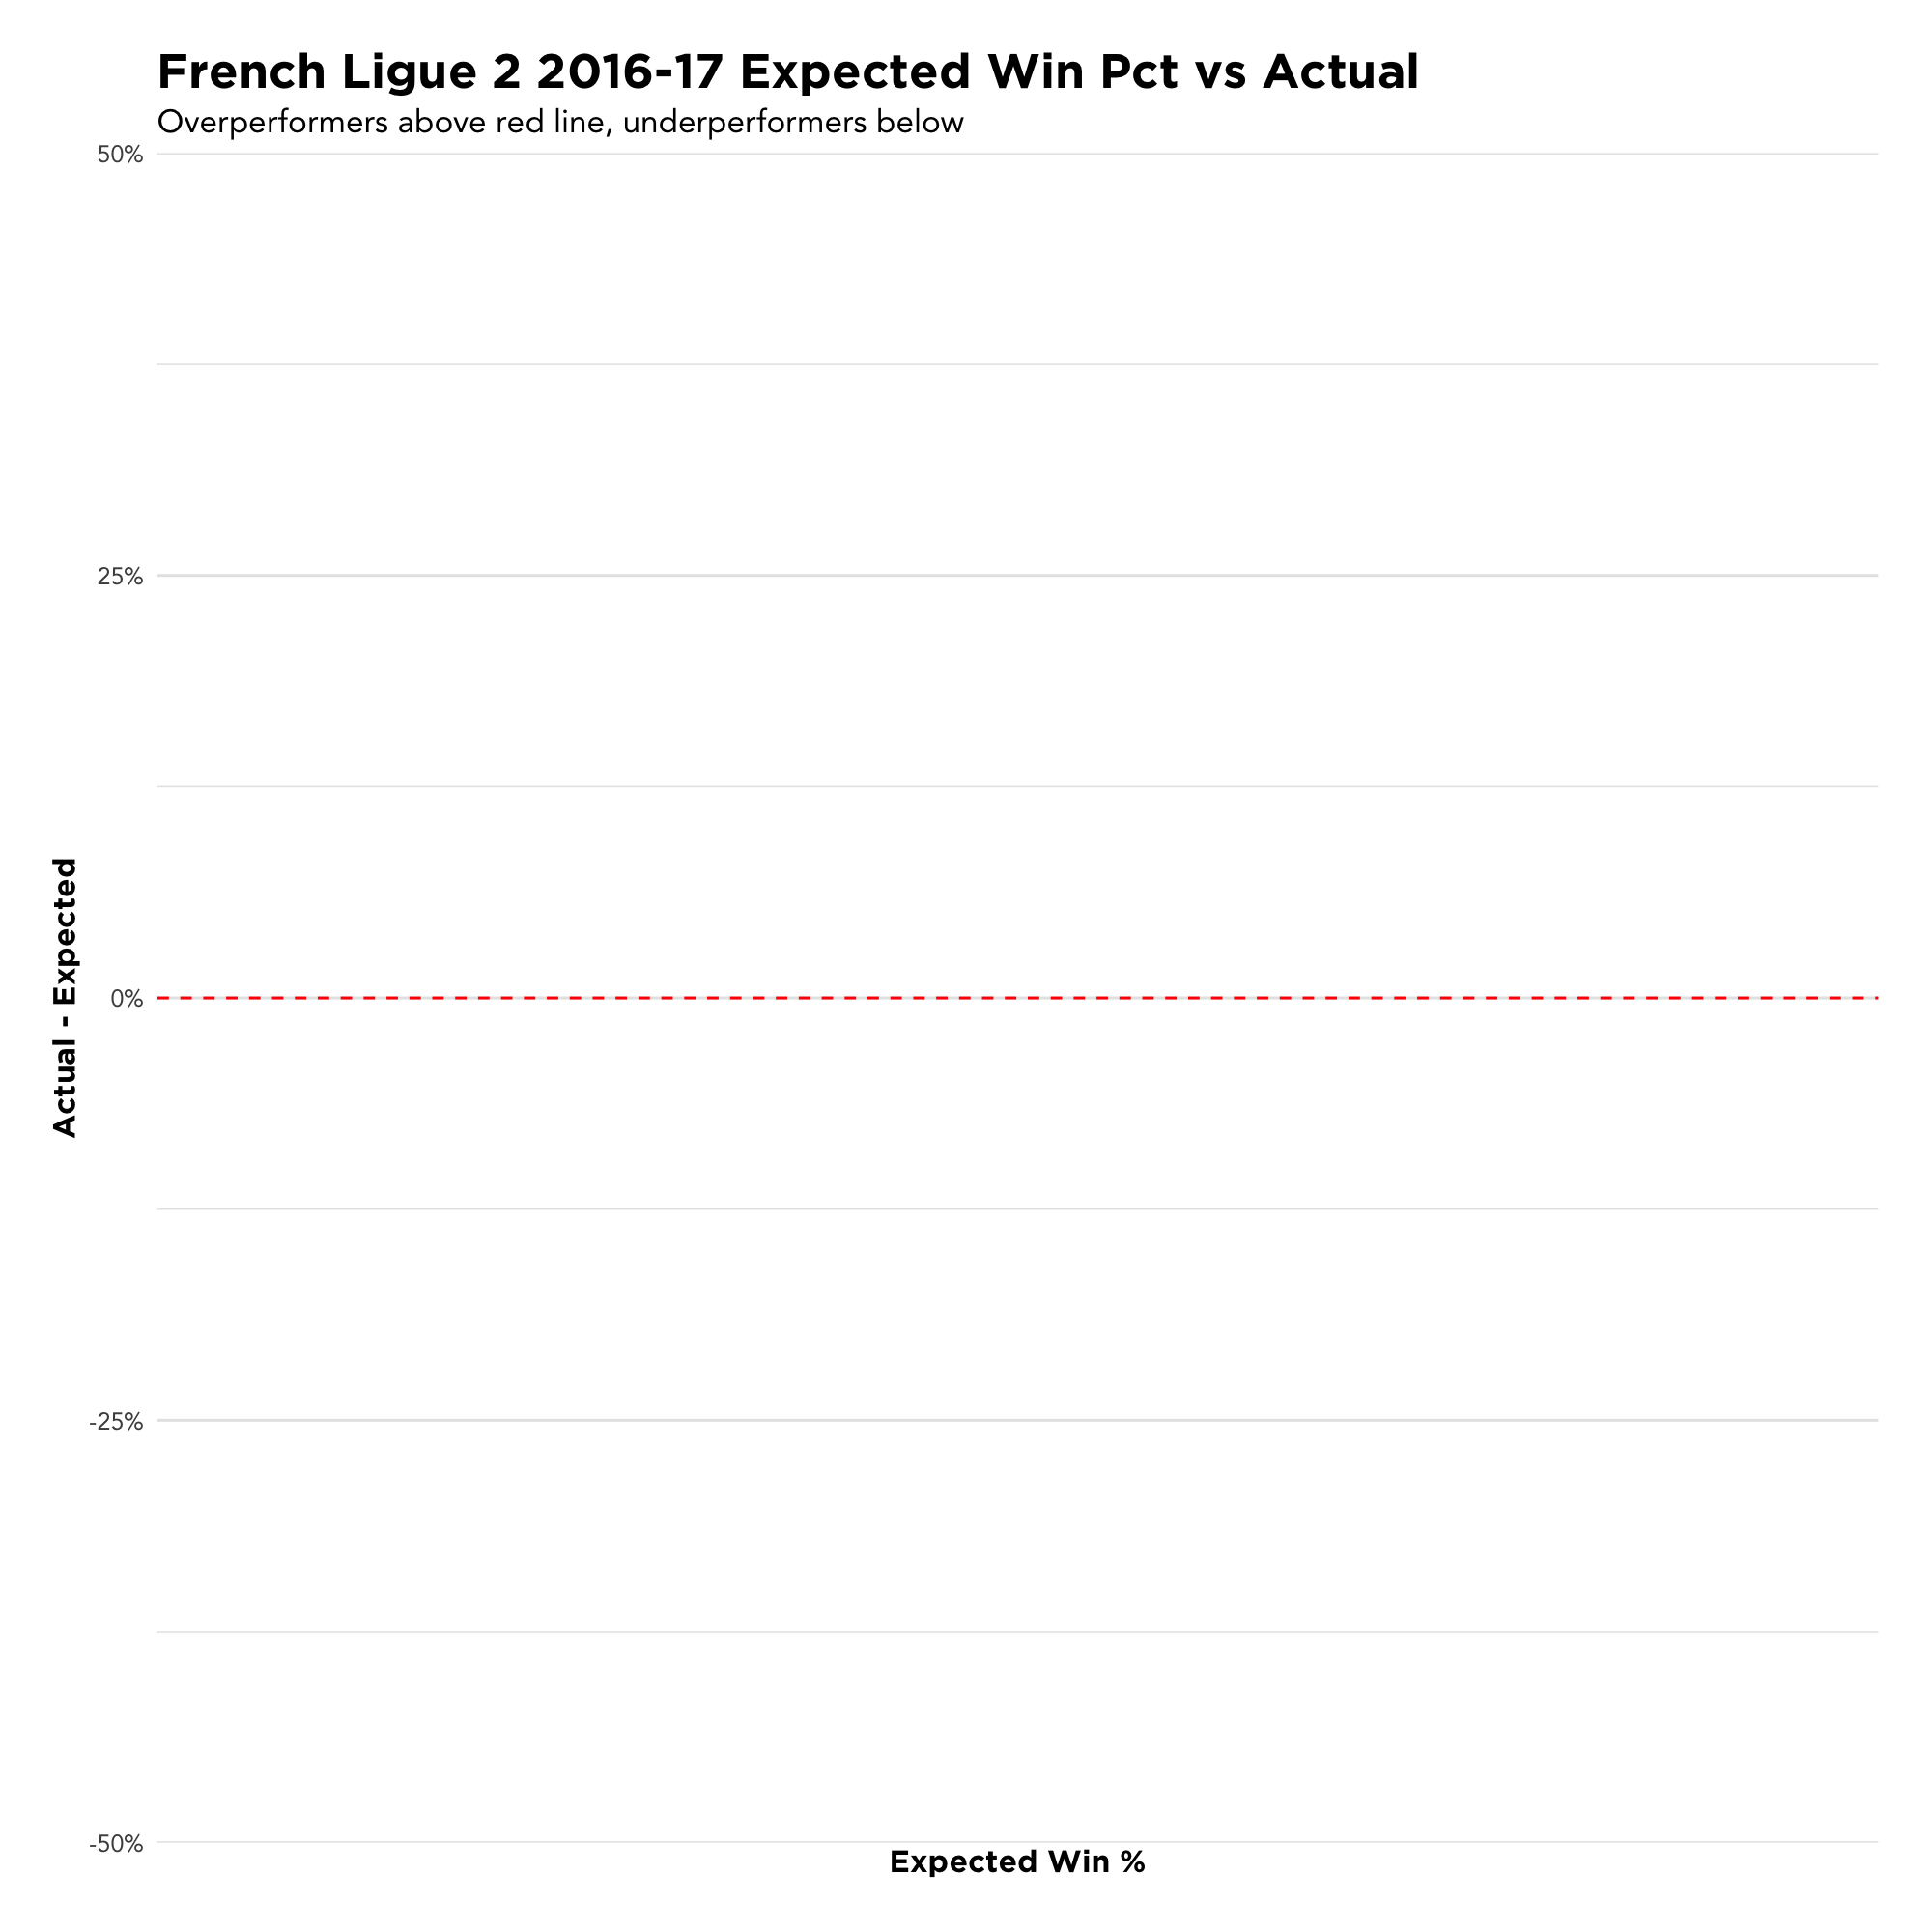 French Ligue 2 2016-17 Expected Win Pct vs Actual
Overperformers above red line, underperformers below
50%
25%
0%
-25%
-50%
Actual - Expected
Expected Win %